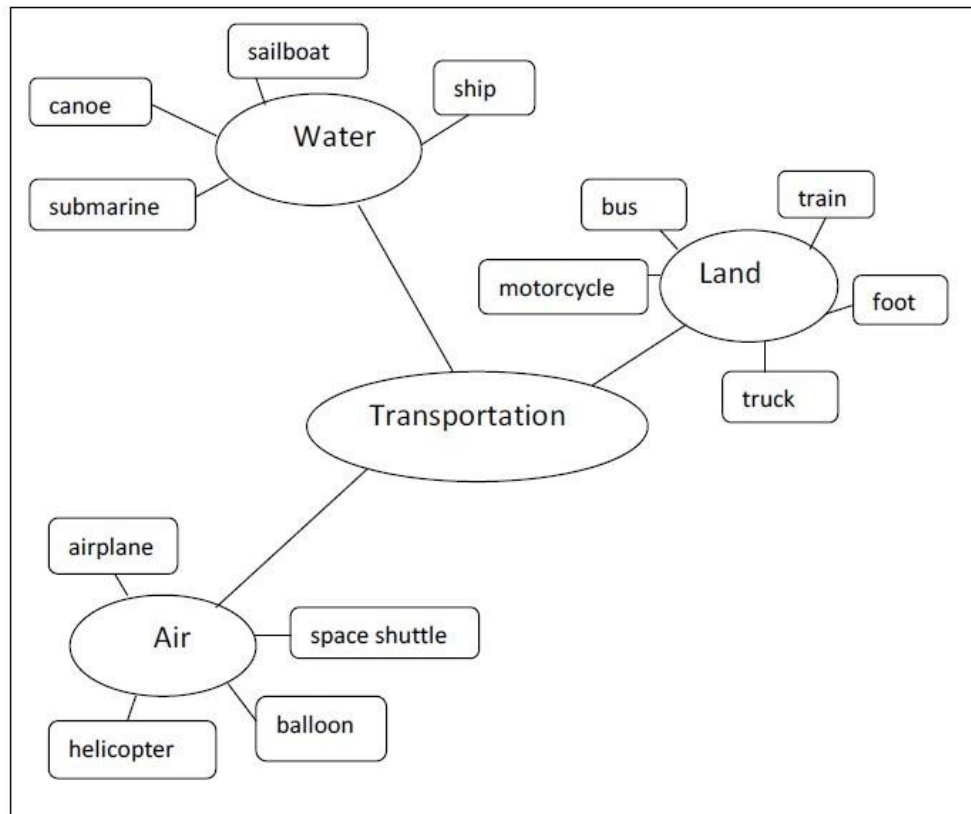 sailboat
ship
canoe
Water
submarine
train
bus
Land
motorcycle
foot
truck
Transportation
airplane
Air
space shuttle
balloon
helicopter